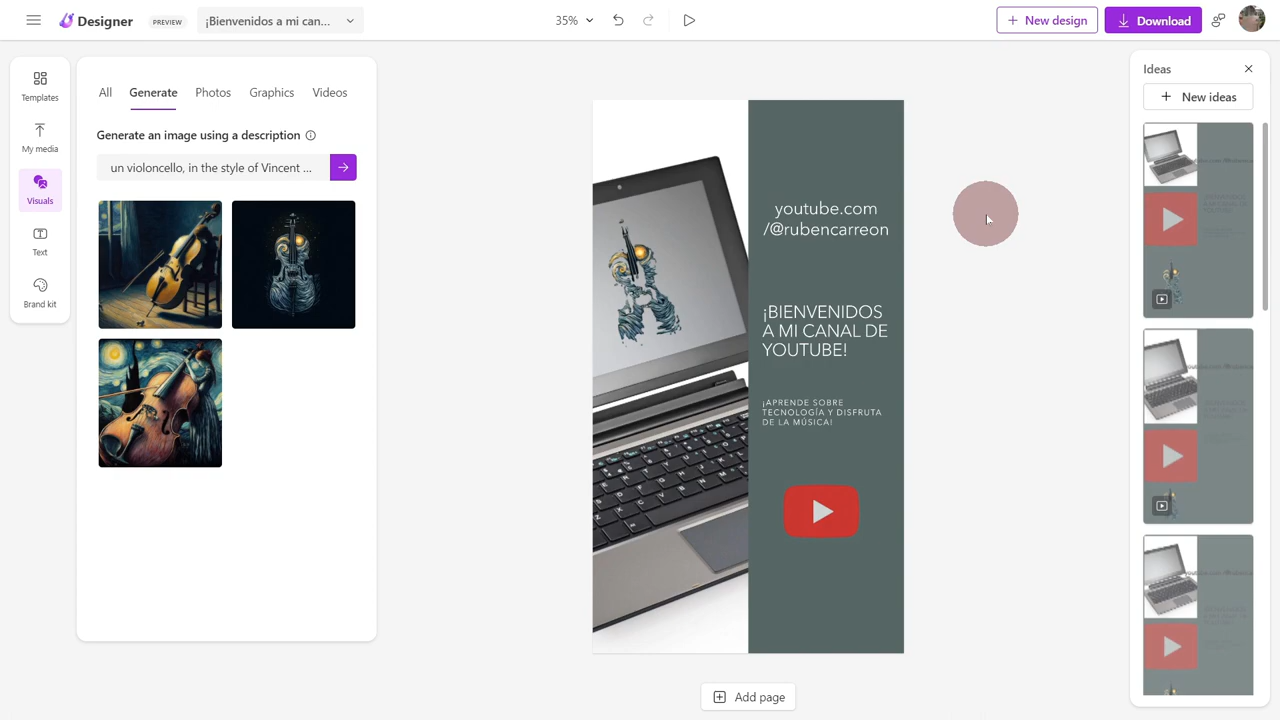 Designer
PREVIEW
¡Bienvenidos a mi can...
35%
New design
Download
Templates
My media
Visuals
Text
Brand kit
All
Generate
Photos
Graphics
Videos
Generate an image using a description
un violoncello, in the style of Vincent ...
youtube.com
/@rubencarreon
¡BIENVENIDOS
A MI CANAL DE
YOUTUBE!
¡APRENDE SOBRE
TECNOLOGÍA Y DISFRUTA
DE LA MÚSICA!
Add page
Ideas
New ideas